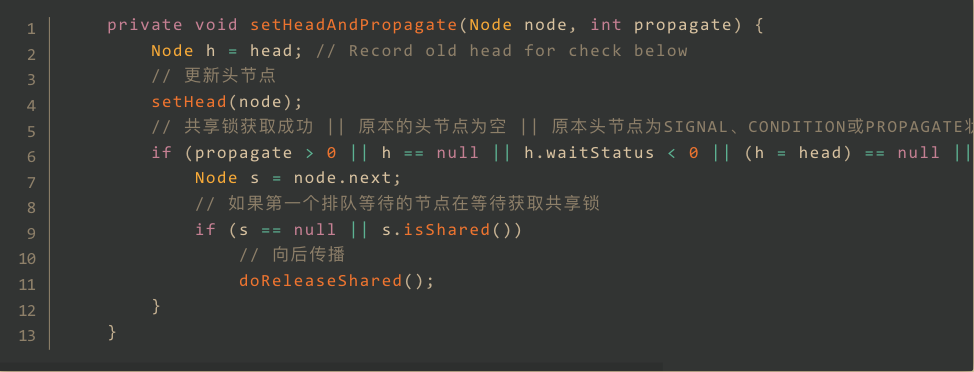 1 private void setHeadAndPropagate(Node node, int propagate) {
2 Node h = head; // Record old head for check below
3 // 更新头节点
4 setHead(node);
5 // 共享锁获取成功 || 原本的头节点为空 || 原本头节点为SIGNAL、CONDITION或PROPAGATE状
6 if (propagate > 0 || h == null || h.waitStatus < 0 || (h = head) == null ||
7 Node s = node.next;
8 // 如果第一个排队等待的节点在等待获取共享锁
9 if (s == null || s.isShared())
10 // 向后传播
11 doReleaseShared();
12 }
13 }